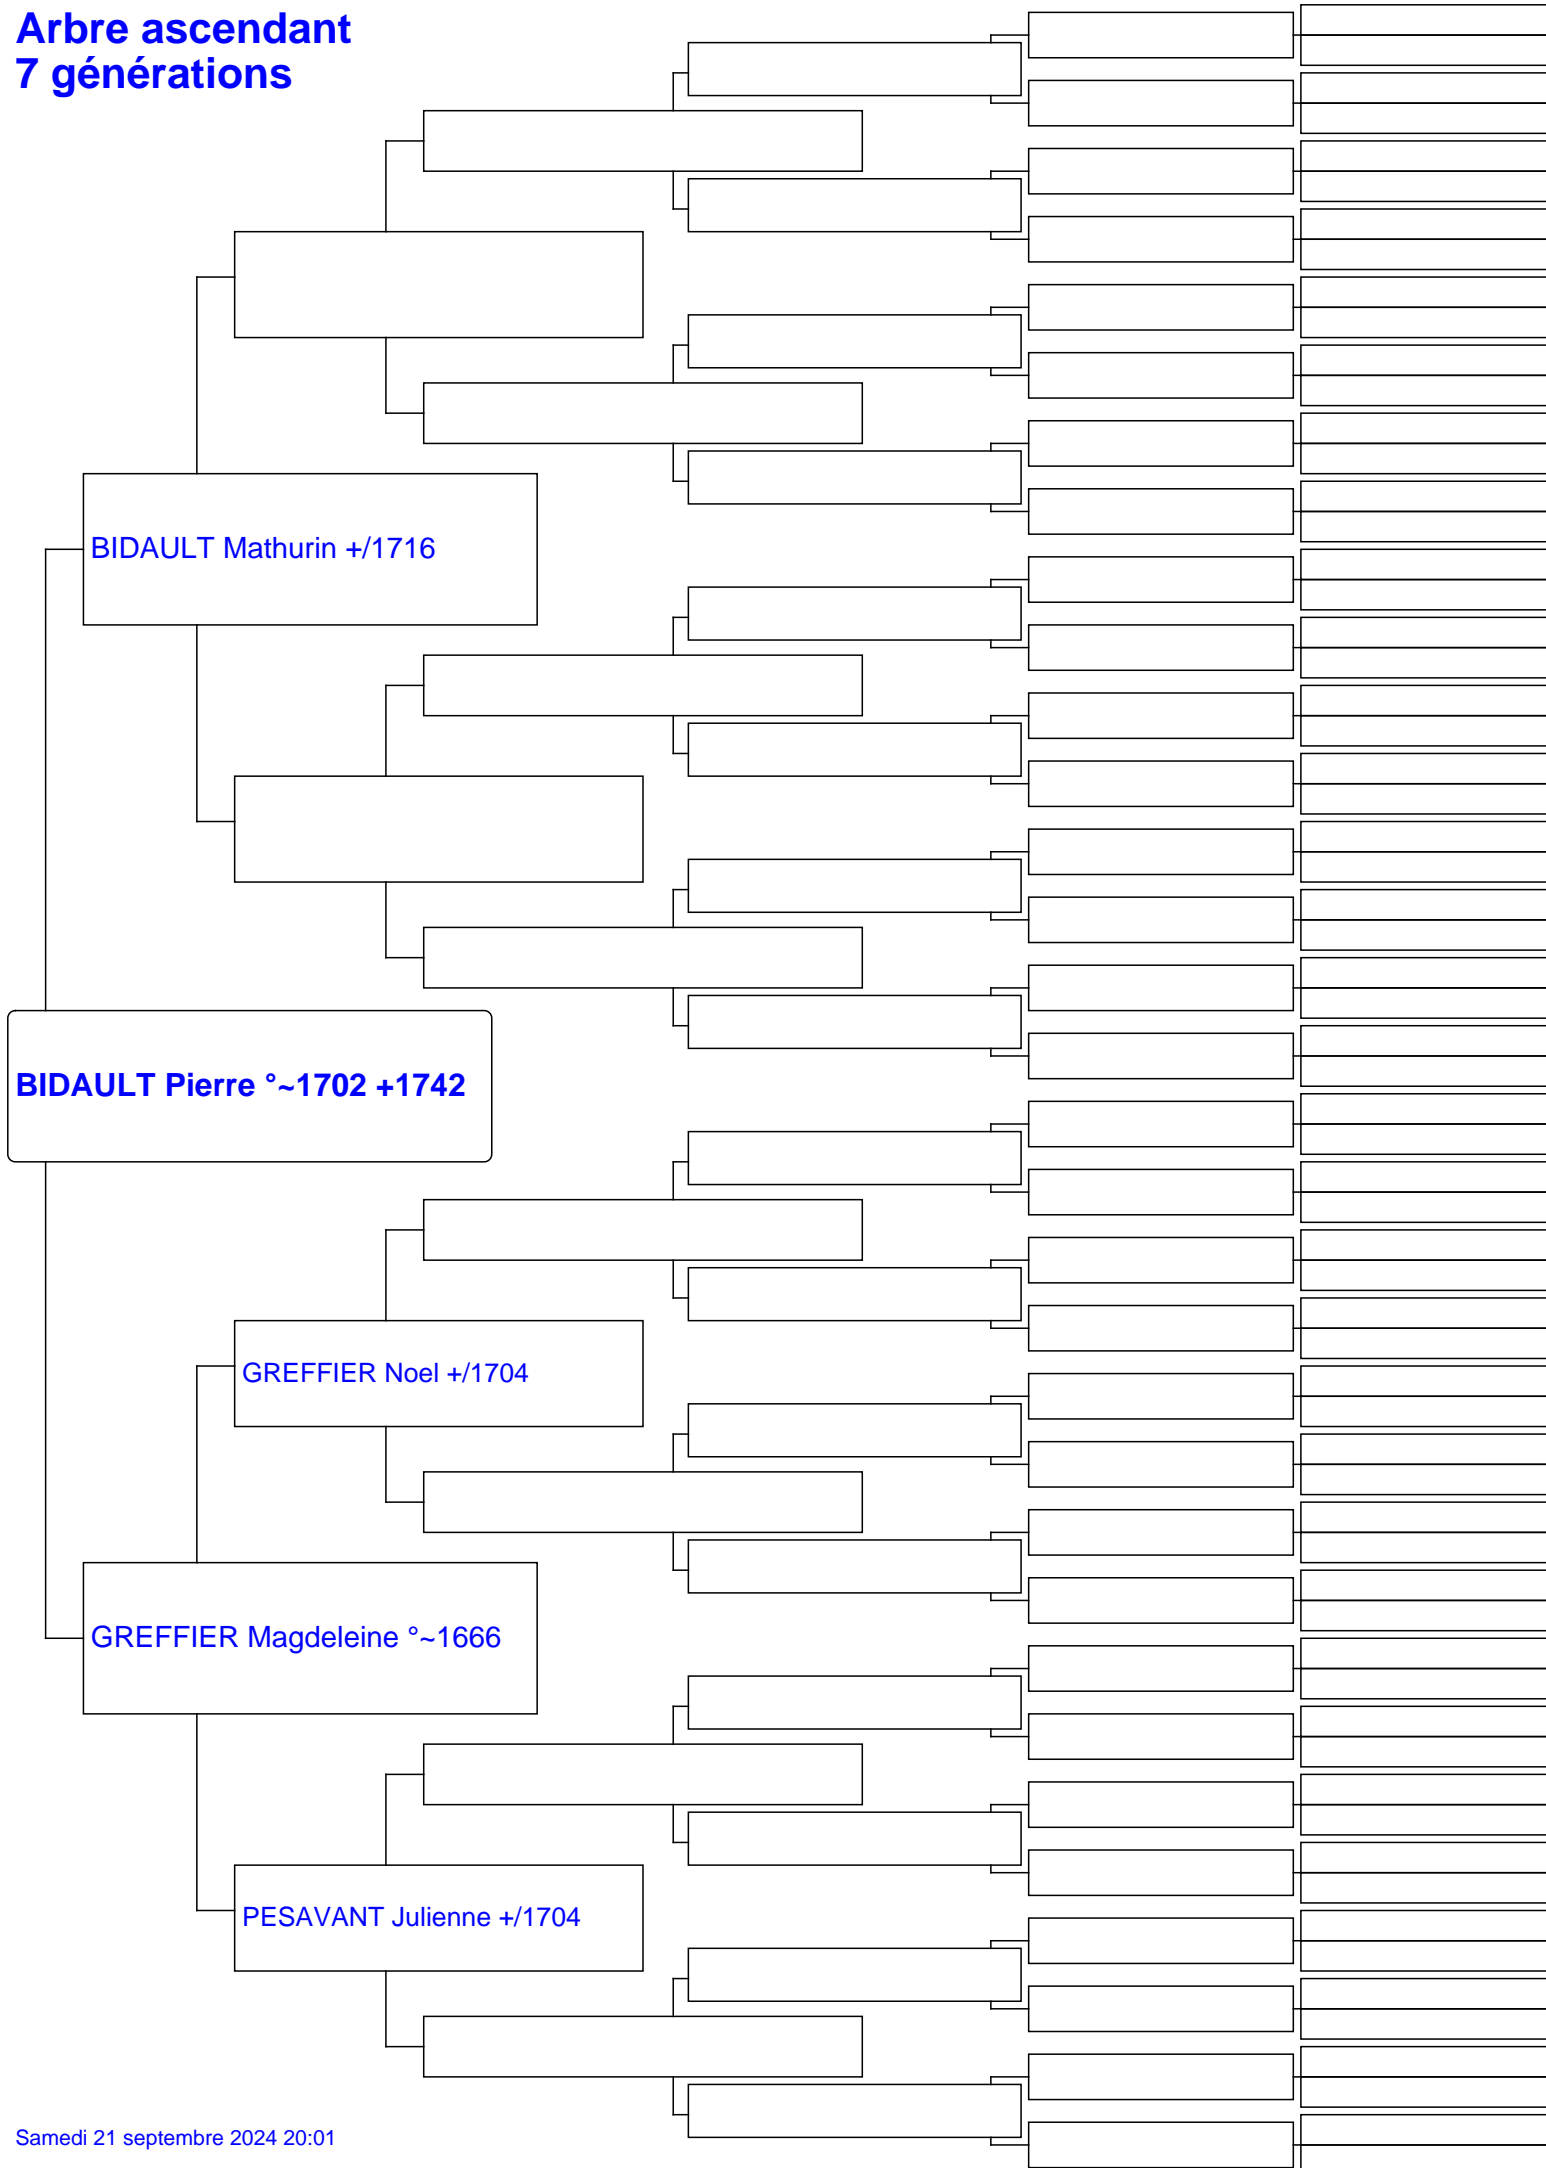 Arbre ascendant
7 générations
BIDAULT Mathurin +/1716
BIDAULT Pierre °~1702 +1742
GREFFIER Noel +/1704
GREFFIER Magdeleine °~1666
PESAVANT Julienne +/1704
Samedi 21 septembre 2024 20:01